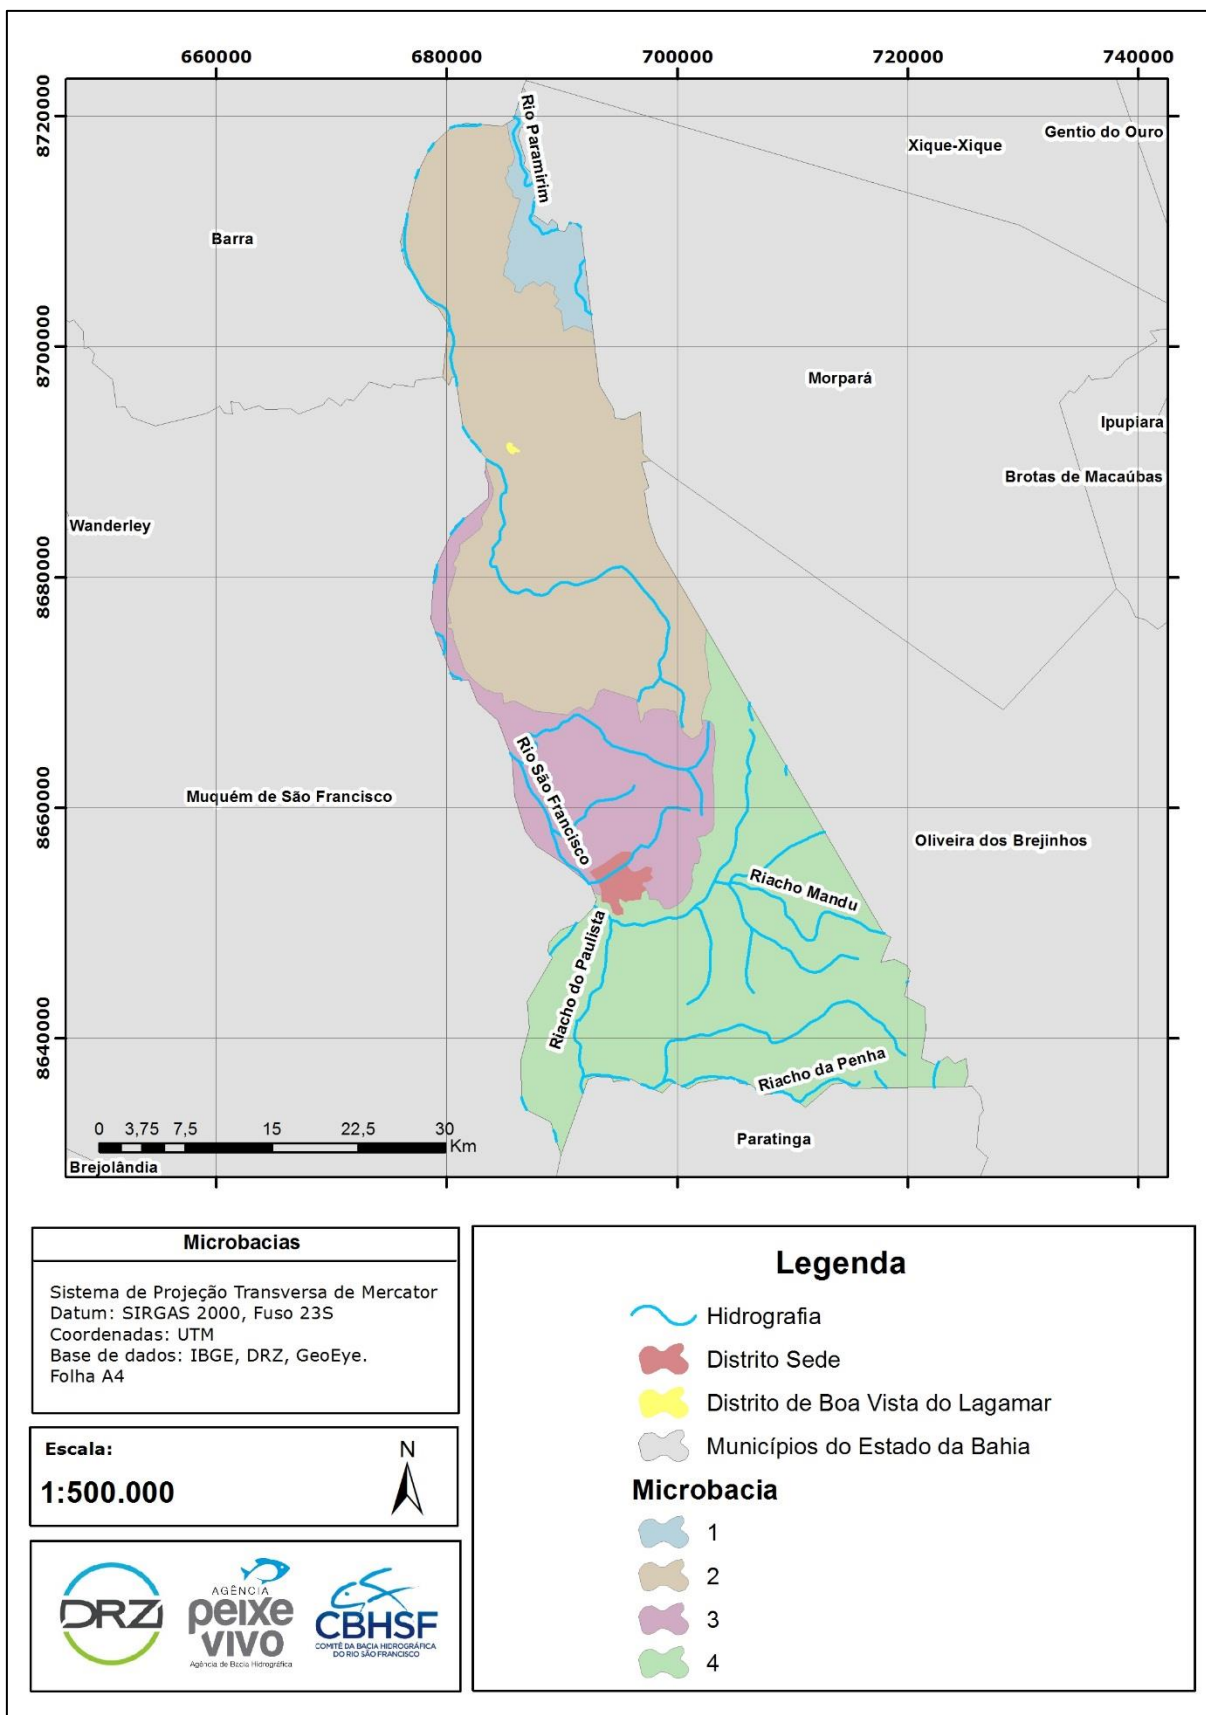 660000 680000 700000 720000 740000
8720000
8700000
8680000
8660000
8640000
Rio Paramirim
Gentio do Ouro
Xique-Xique
Barra
Morpará
Ipupiara
Brotas de Macaúbas
Wanderley
Rio São Francisco
Muquém de São Francisco
Oliveira dos Brejinhos
Riacho Mandu
Riacho do Paulista
Riacho da Penha
Paratinga
0 3,75 7,5 15 22,5 30
Km
Brejolândia
Microbacias
Sistema de Projeção Transversa de Mercator
Datum: SIRGAS 2000, Fuso 23S
Coordenadas: UTM
Base de dados: IBGE, DRZ, GeoEye.
Folha A4
Escala:
1:500.000
N
DRZ
AGÊNCIA
peixe
vivo
Agência de Bacia Hidrográfica
CBHSF
COMITÊ DA BACIA HIDROGRÁFICA
DO RIO SÃO FRANCISCO
Legenda
Hidrografia
Distrito Sede
Distrito de Boa Vista do Lagamar
Municípios do Estado da Bahia
Microbacia
1
2
3
4